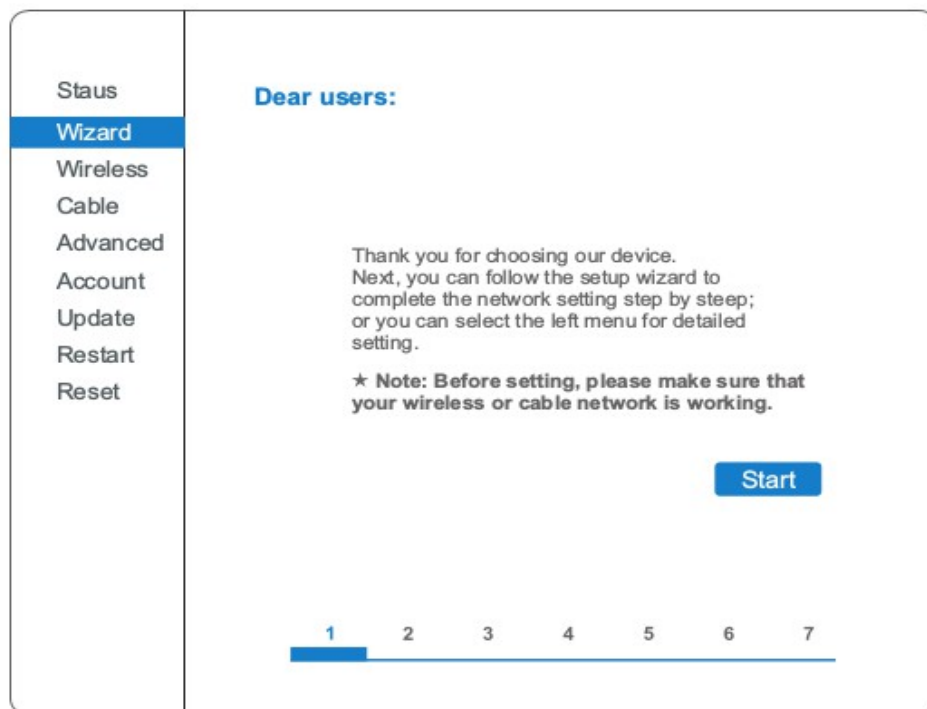 Staus
Wizard
Wireless
Cable
Advanced
Account
Update
Restart
Reset
Dear users:
Thank you for choosing our device.
Next, you can follow the setup wizard to
complete the network setting step by steep;
or you can select the left menu for detailed
setting.
★ Note: Before setting, please make sure that
your wireless or cable network is working.
Start
1 2 3 4 5 6 7